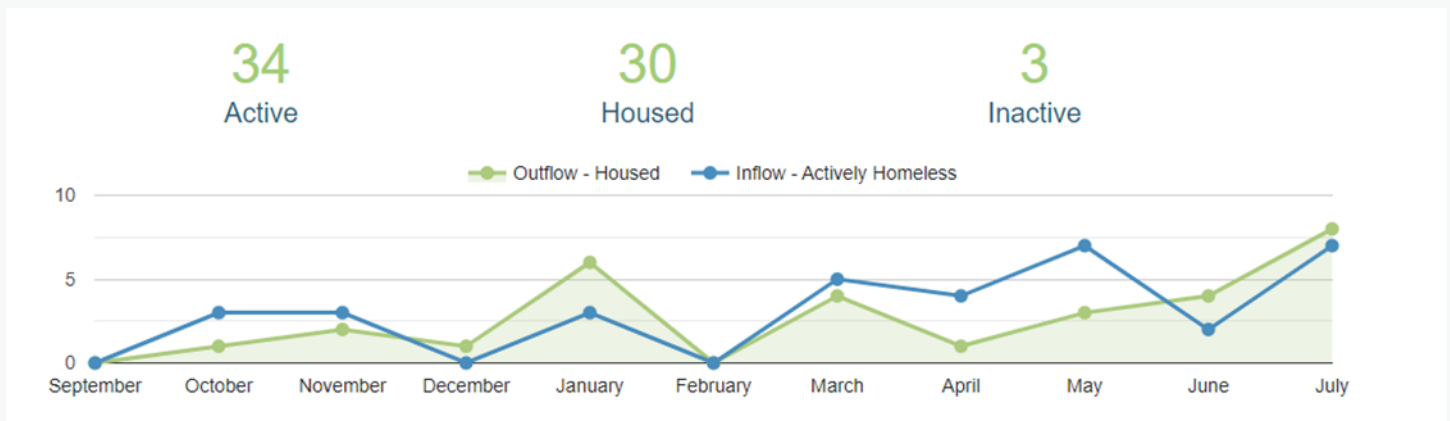 34 30 3
Active Housed Inactive
Outflow - Housed Inflow - Actively Homeless
10
5
0
September October November December January February March April May June July